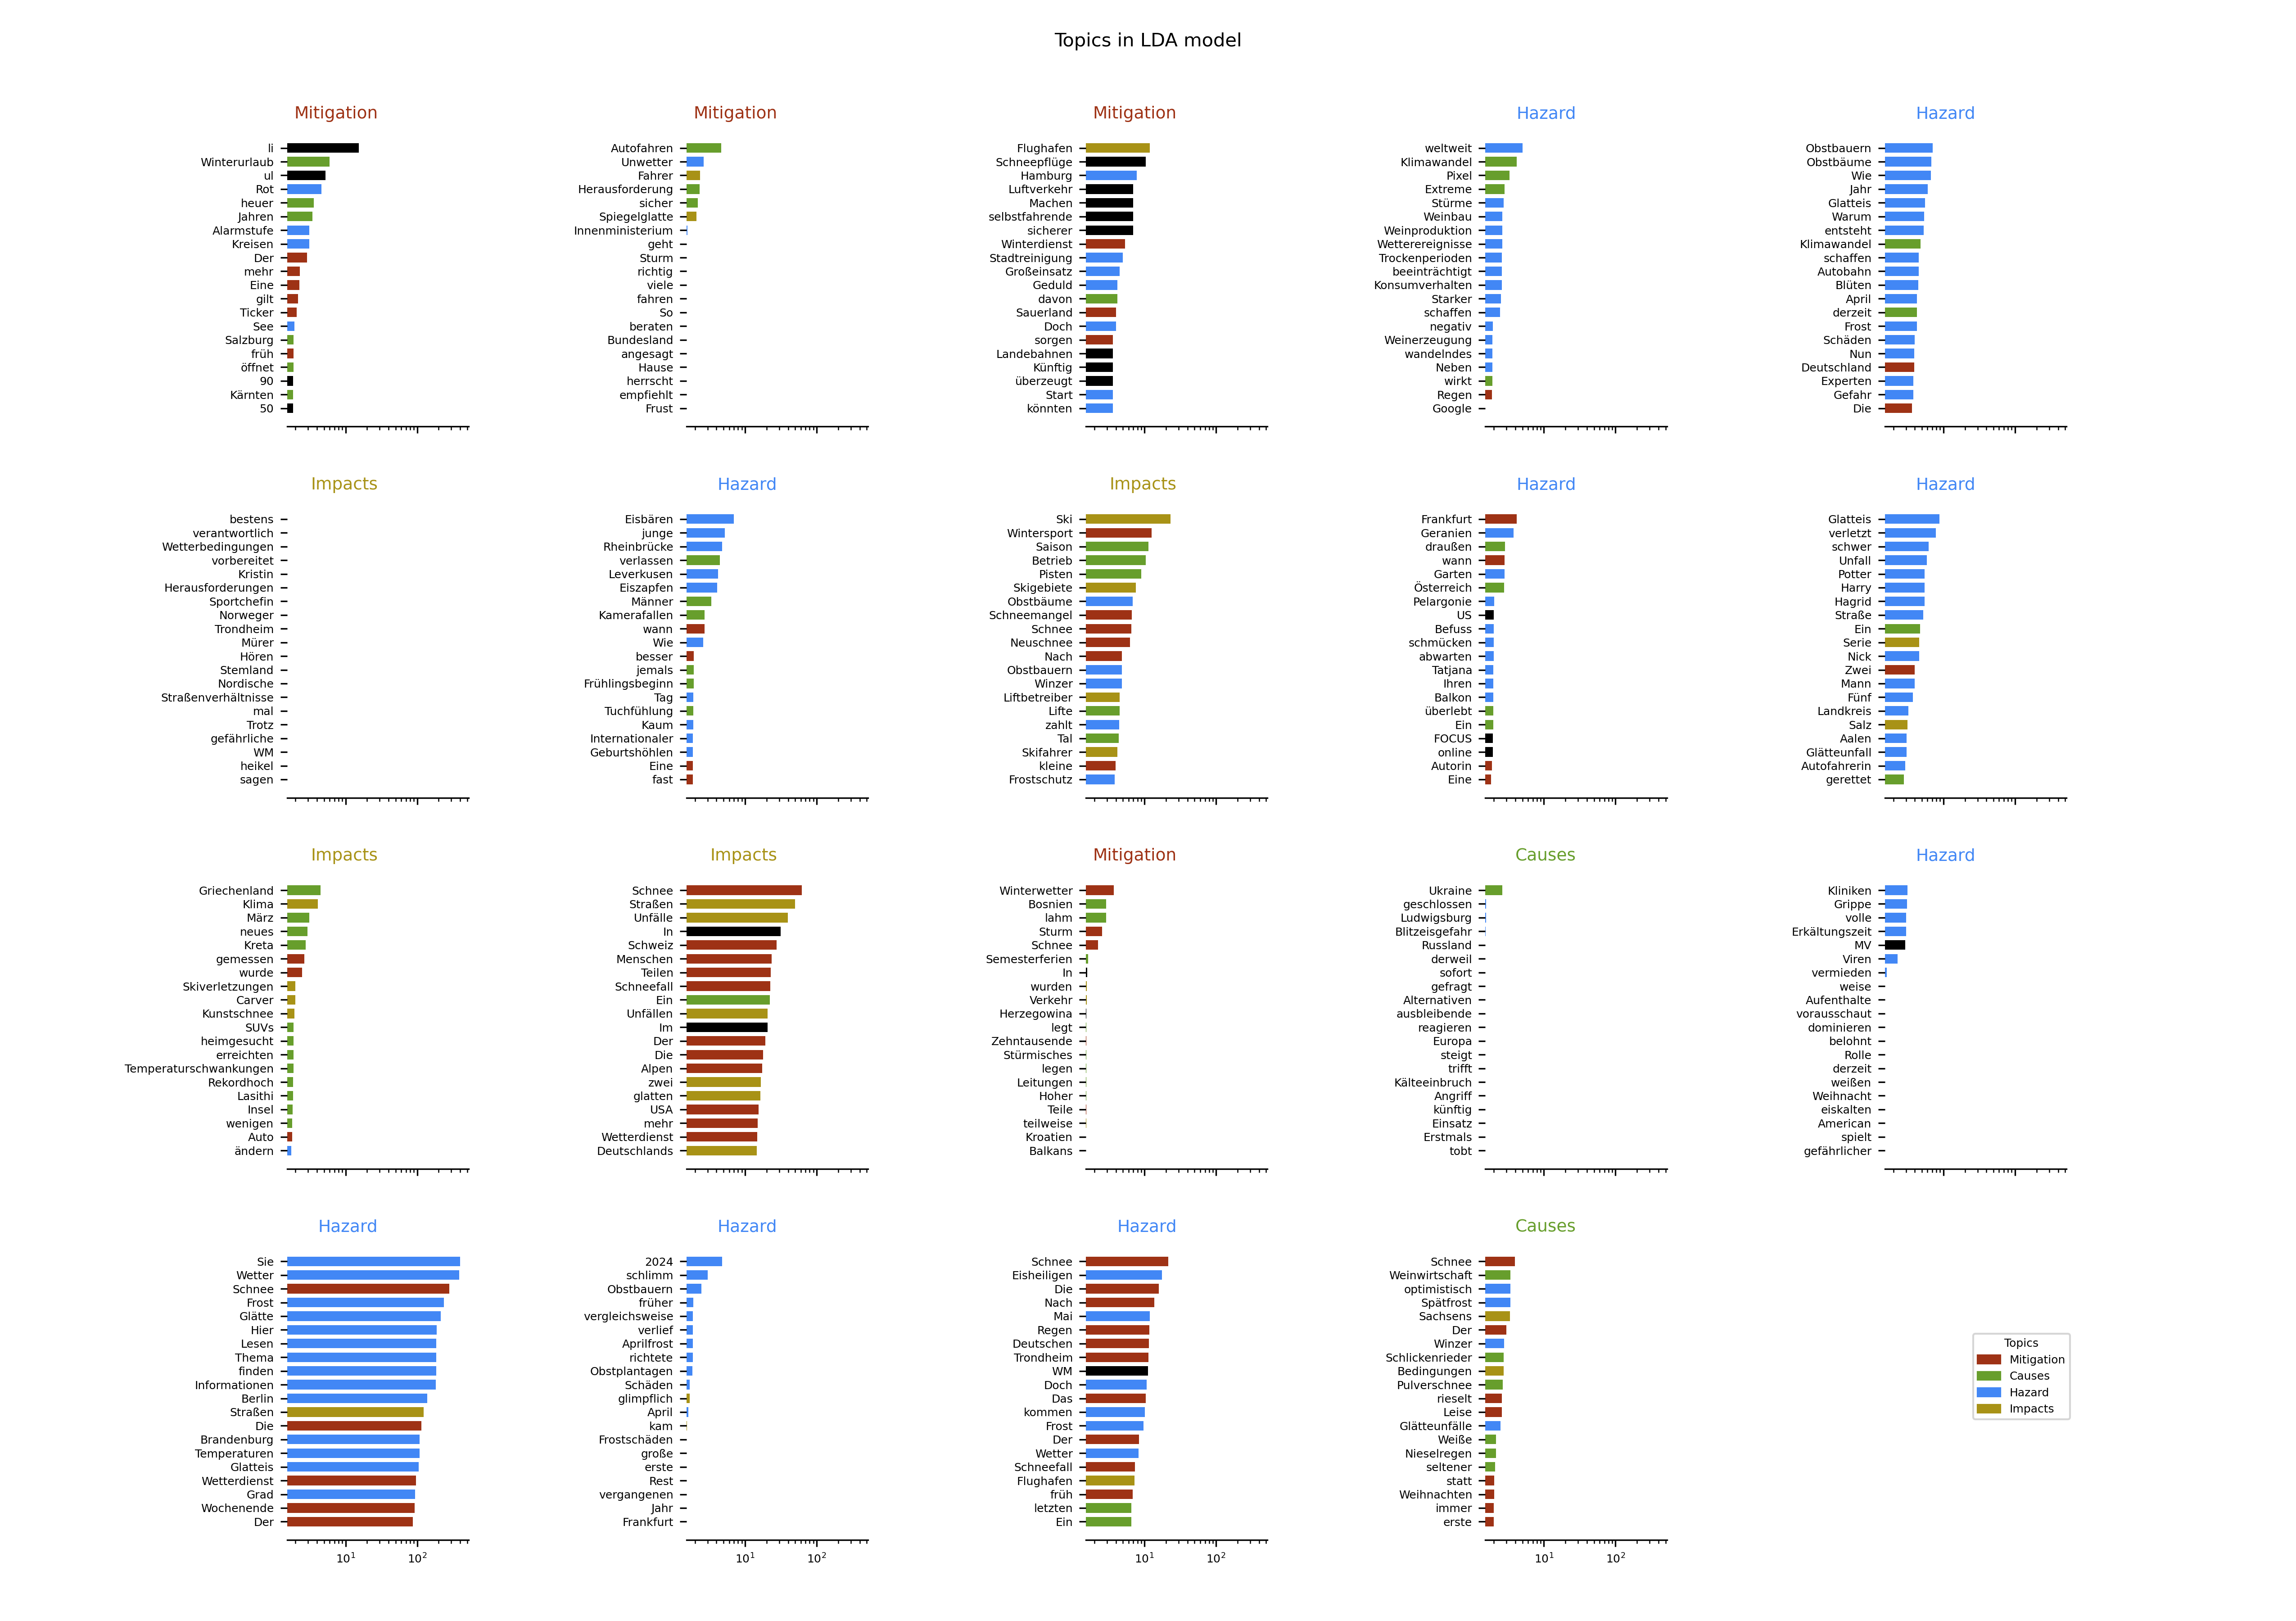 Topics in LDA model
Mitigation
li
Winterurlaub
ul
Rot
heuer
Jahren
Alarmstufe
Kreisen
Der
mehr
Eine
gilt
Ticker
See
Salzburg
früh
öffnet
90
Kärnten
50
Mitigation
Autofahren
Unwetter
Fahrer
Herausforderung
sicher
Spiegelglatte
Innenministerium
geht
Sturm
richtig
viele
fahren
So
beraten
Bundesland
angesagt
Hause
herrscht
empfiehlt
Frust
Mitigation
Flughafen
Schneepflüge
Hamburg
Luftverkehr
Machen
selbstfahrende
sicherer
Winterdienst
Stadtreinigung
Großeinsatz
Geduld
davon
Sauerland
Doch
sorgen
Landebahnen
Künftig
überzeugt
Start
könnten
Hazard
weltweit
Klimawandel
Pixel
Extreme
Stürme
Weinbau
Weinproduktion
Wetterereignisse
Trockenperioden
beeinträchtigt
Konsumverhalten
Starker
schaffen
negativ
Weinerzeugung
wandelndes
Neben
wirkt
Regen
Google
Hazard
Obstbauern
Obstbäume
Wie
Jahr
Glatteis
Warum
entsteht
Klimawandel
schaffen
Autobahn
Blüten
April
derzeit
Frost
Schäden
Nun
Deutschland
Experten
Gefahr
Die
Impacts
bestens
verantwortlich
Wetterbedingungen
vorbereitet
Kristin
Herausforderungen
Sportchefin
Norweger
Trondheim
Mürer
Hören
Stemland
Nordische
Straßenverhältnisse
mal
Trotz
gefährliche
WM
heikel
sagen
Hazard
Eisbären
junge
Rheinbrücke
verlassen
Leverkusen
Eiszapfen
Männer
Kamerafallen
wann
Wie
besser
jemals
Frühlingsbeginn
Tag
Tuchfühlung
Kaum
Internationaler
Geburtshöhlen
Eine
fast
Impacts
Ski
Wintersport
Saison
Betrieb
Pisten
Skigebiete
Obstbäume
Schneemangel
Schnee
Neuschnee
Nach
Obstbauern
Winzer
Liftbetreiber
Lifte
zahlt
Tal
Skifahrer
kleine
Frostschutz
Hazard
Frankfurt
Geranien
draußen
wann
Garten
Österreich
Pelargonie
US
Befuss
schmücken
abwarten
Tatjana
Ihren
Balkon
überlebt
Ein
FOCUS
online
Autorin
Eine
Hazard
Glatteis
verletzt
schwer
Unfall
Potter
Harry
Hagrid
Straße
Ein
Serie
Nick
Zwei
Mann
Fünf
Landkreis
Salz
Aalen
Glätteunfall
Autofahrerin
gerettet
Impacts
Griechenland
Klima
März
neues
Kreta
gemessen
wurde
Skiverletzungen
Carver
Kunstschnee
SUVs
heimgesucht
erreichten
Temperaturschwankungen
Rekordhoch
Lasithi
Insel
wenigen
Auto
ändern
Impacts
Schnee
Straßen
Unfälle
In
Schweiz
Menschen
Teilen
Schneefall
Ein
Unfällen
Im
Der
Die
Alpen
zwei
glatten
USA
mehr
Wetterdienst
Deutschlands
Mitigation
Winterwetter
Bosnien
lahm
Sturm
Schnee
Semesterferien
In
wurden
Verkehr
Herzegowina
legt
Zehntausende
Stürmisches
legen
Leitungen
Hoher
Teile
teilweise
Kroatien
Balkans
Causes
Ukraine
geschlossen
Ludwigsburg
Blitzeisgefahr
Russland
derweil
sofort
gefragt
Alternativen
ausbleibende
reagieren
Europa
steigt
trifft
Kälteeinbruch
Angriff
künftig
Einsatz
Erstmals
tobt
Hazard
Kliniken
Grippe
volle
Erkältungszeit
MV
Viren
vermieden
weise
Aufenthalte
vorausschaut
dominieren
belohnt
Rolle
derzeit
weißen
Weihnacht
eiskalten
American
spielt
gefährlicher
Hazard
Sie
Wetter
Schnee
Frost
Glätte
Hier
Lesen
Thema
finden
Informationen
Berlin
Straßen
Die
Brandenburg
Temperaturen
Glatteis
Wetterdienst
Grad
Wochenende
Der
10¹ 10²
Hazard
2024
schlimm
Obstbauern
früher
vergleichsweise
verlief
Aprilfrost
richtete
Obstplantagen
Schäden
glimpflich
April
kam
Frostschäden
große
erste
Rest
vergangenen
Jahr
Frankfurt
10¹ 10²
Hazard
Schnee
Eisheiligen
Die
Nach
Mai
Regen
Deutschen
Trondheim
WM
Doch
Das
kommen
Frost
Der
Wetter
Schneefall
Flughafen
früh
letzten
Ein
10¹ 10²
Causes
Schnee
Weinwirtschaft
optimistisch
Spätfrost
Sachsens
Der
Winzer
Schlickenrieder
Bedingungen
Pulverschnee
rieselt
Leise
Glätteunfälle
Weiße
Nieselregen
seltener
statt
Weihnachten
immer
erste
10¹ 10²
Topics
Mitigation
Causes
Hazard
Impacts